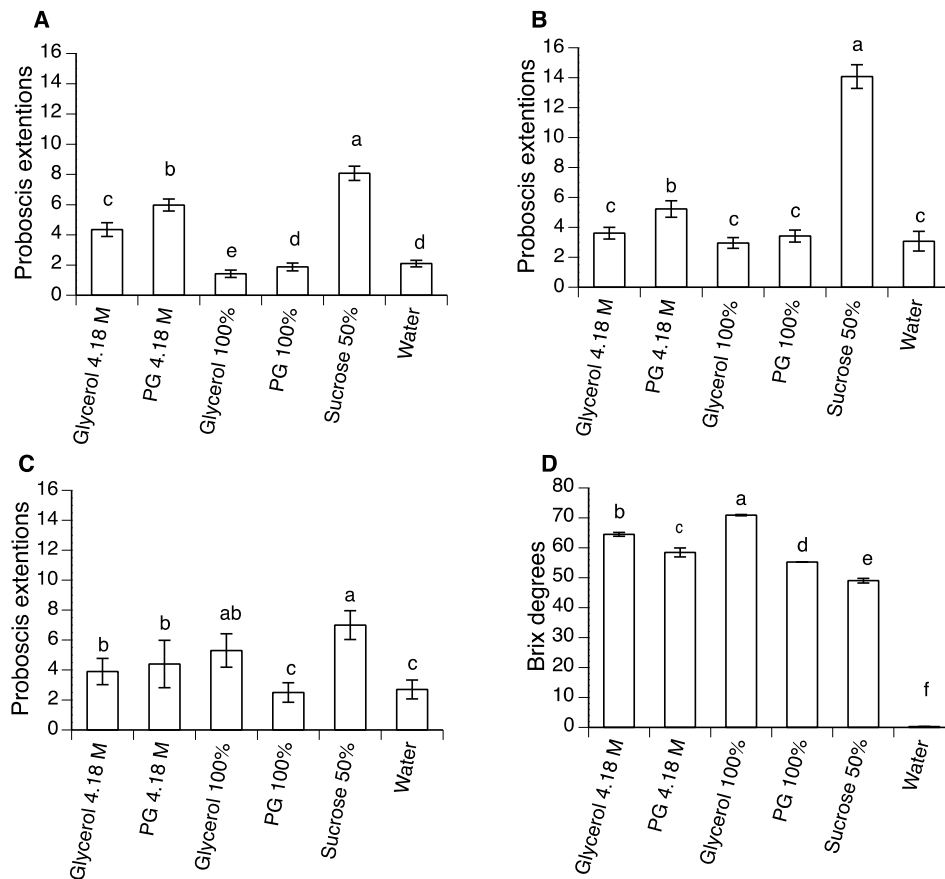 A
Proboscis extentions
16
14
12
10
8
6
4
2
0
c
b
e
d
a
d
Glycerol 4.18 M
PG 4.18 M
Glycerol 100%
PG 100%
Sucrose 50%
Water
B
Proboscis extentions
16
14
12
10
8
6
4
2
0
c
b
c
c
a
c
Glycerol 4.18 M
PG 4.18 M
Glycerol 100%
PG 100%
Sucrose 50%
Water
C
Proboscis extentions
16
14
12
10
8
6
4
2
0
b
b
ab
c
a
c
Glycerol 4.18 M
PG 4.18 M
Glycerol 100%
PG 100%
Sucrose 50%
Water
D
Brix degrees
80
70
60
50
40
30
20
10
0
b
c
a
d
e
f
Glycerol 4.18 M
PG 4.18 M
Glycerol 100%
PG 100%
Sucrose 50%
Water